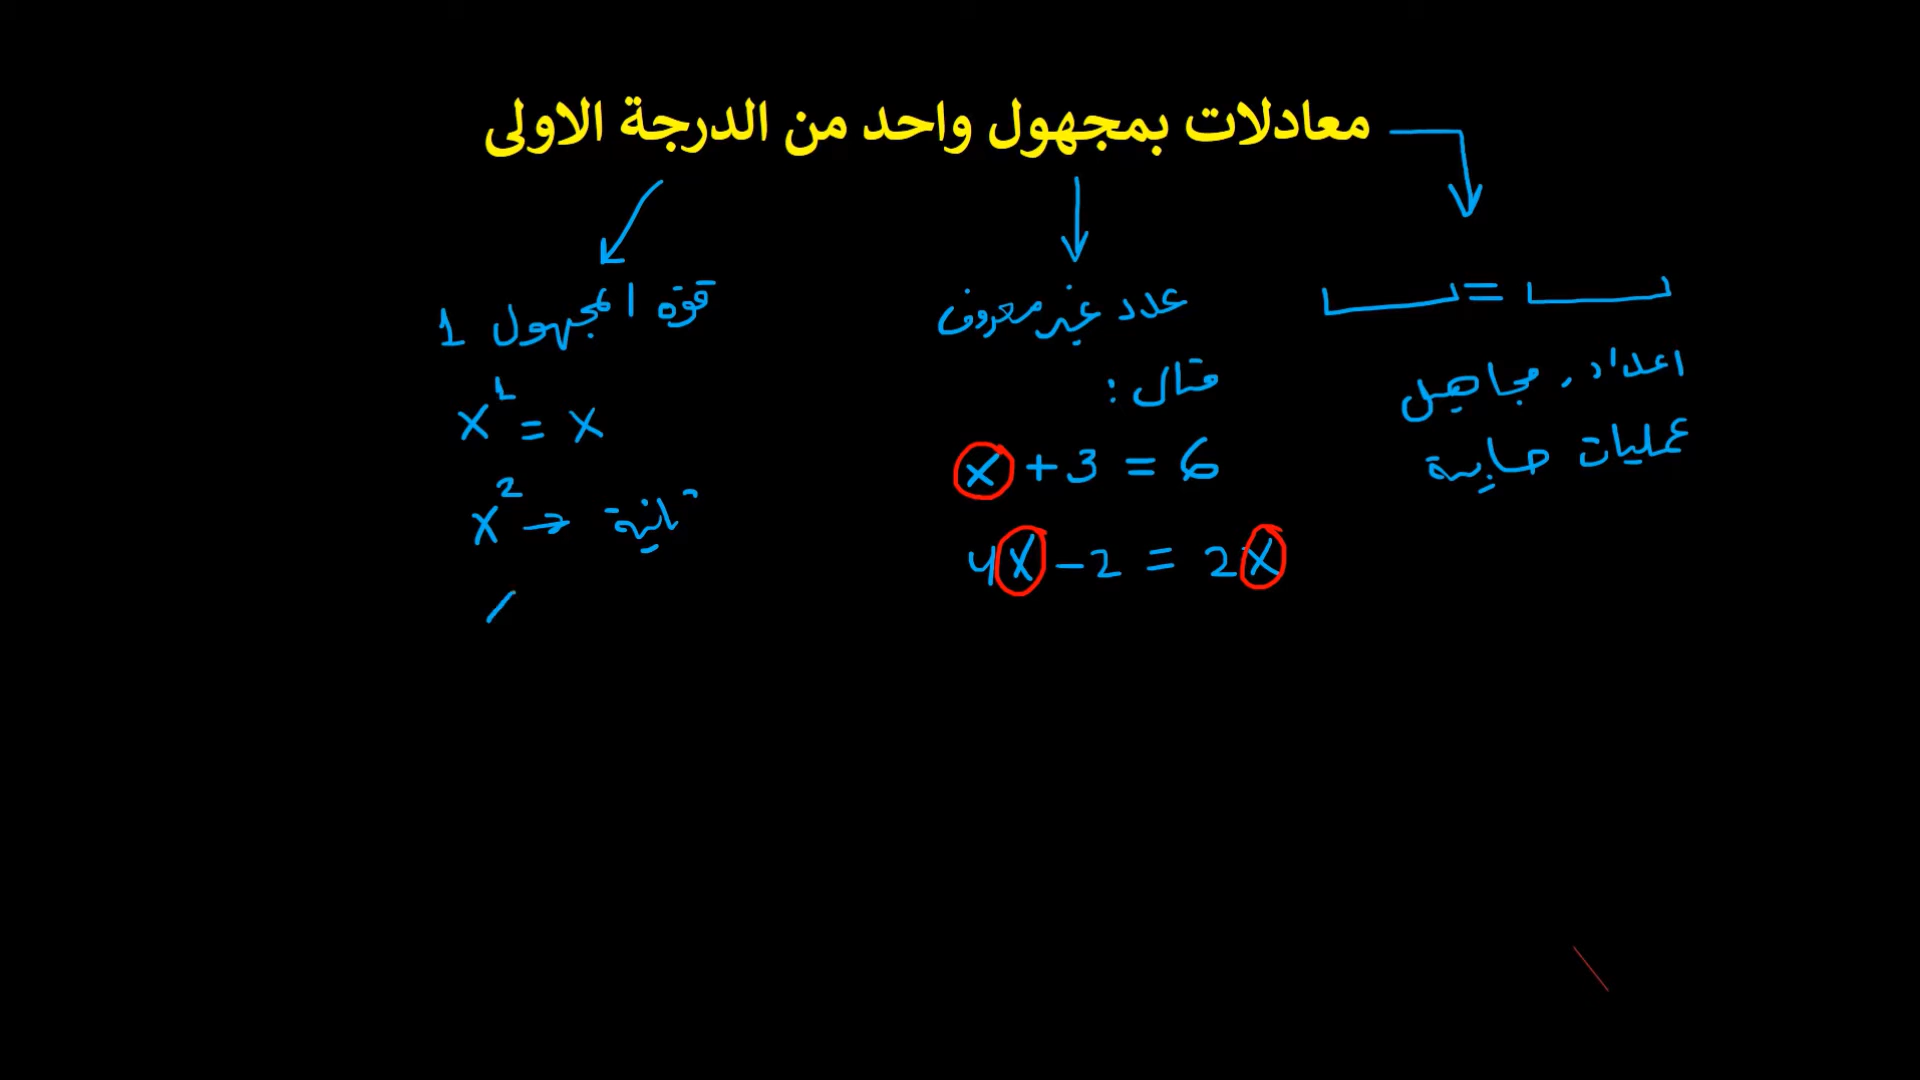 معادلات بمجهول واحد من الدرجة الاولى
=
اعداد، مجاهيل
عمليات حسابية
عدد غير معروف
مثال :
x + 3 = 6
4x - 2 = 2x
قوة المجهول 1
x¹ = x
x² → ثانية